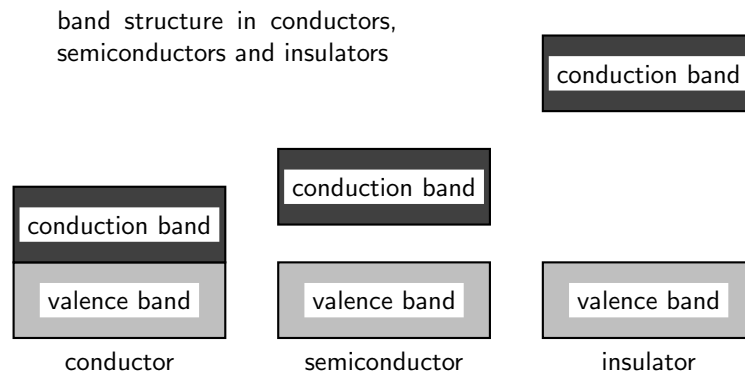 band structure in conductors,
semiconductors and insulators
conduction band
conduction band
conduction band
valence band
valence band
valence band
conductor
semiconductor
insulator